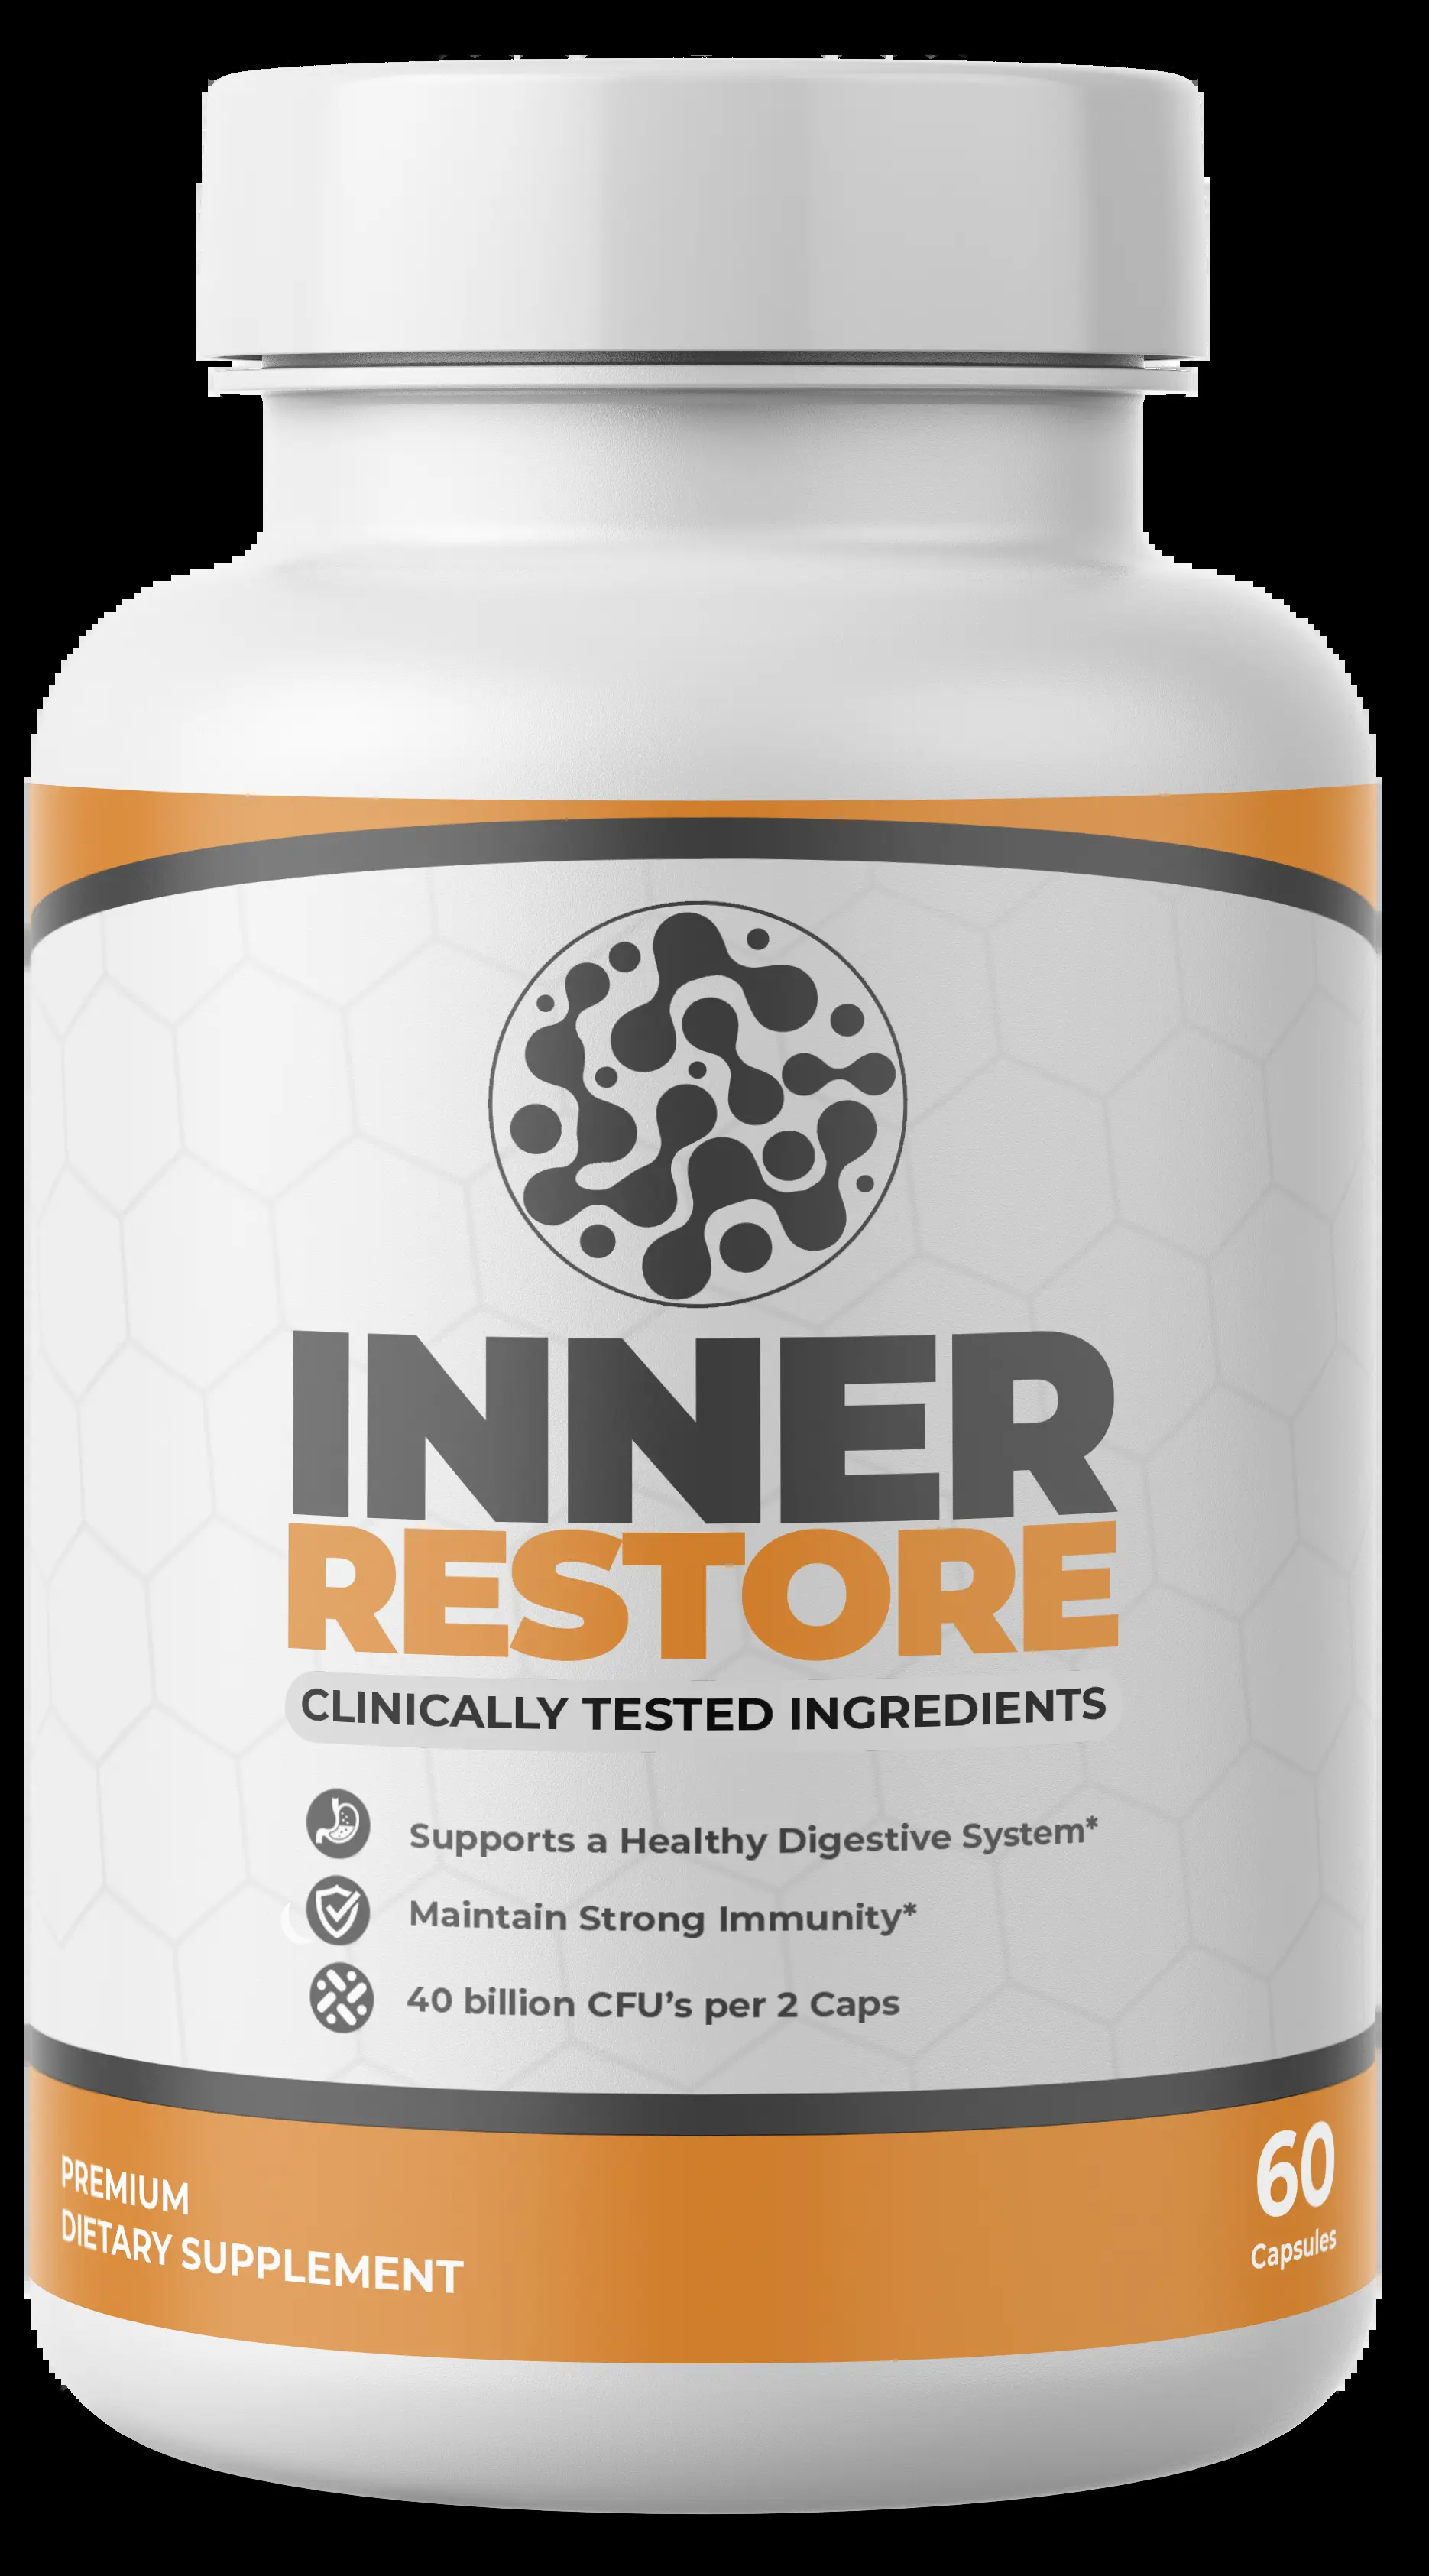 INNER
RESTORE
CLINICALLY TESTED INGREDIENTS
Supports a Healthy Digestive System*
Maintain Strong Immunity*
40 billion CFU’s per 2 Caps
PREMIUM
DIETARY SUPPLEMENT
60
Capsules